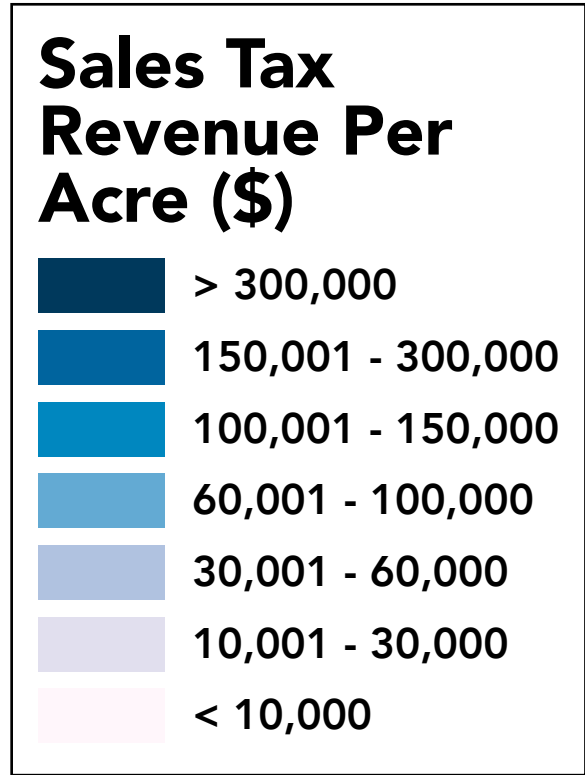 Sales Tax
Revenue Per
Acre ($)
> 300,000
150,001 - 300,000
100,001 - 150,000
60,001 - 100,000
30,001 - 60,000
10,001 - 30,000
< 10,000